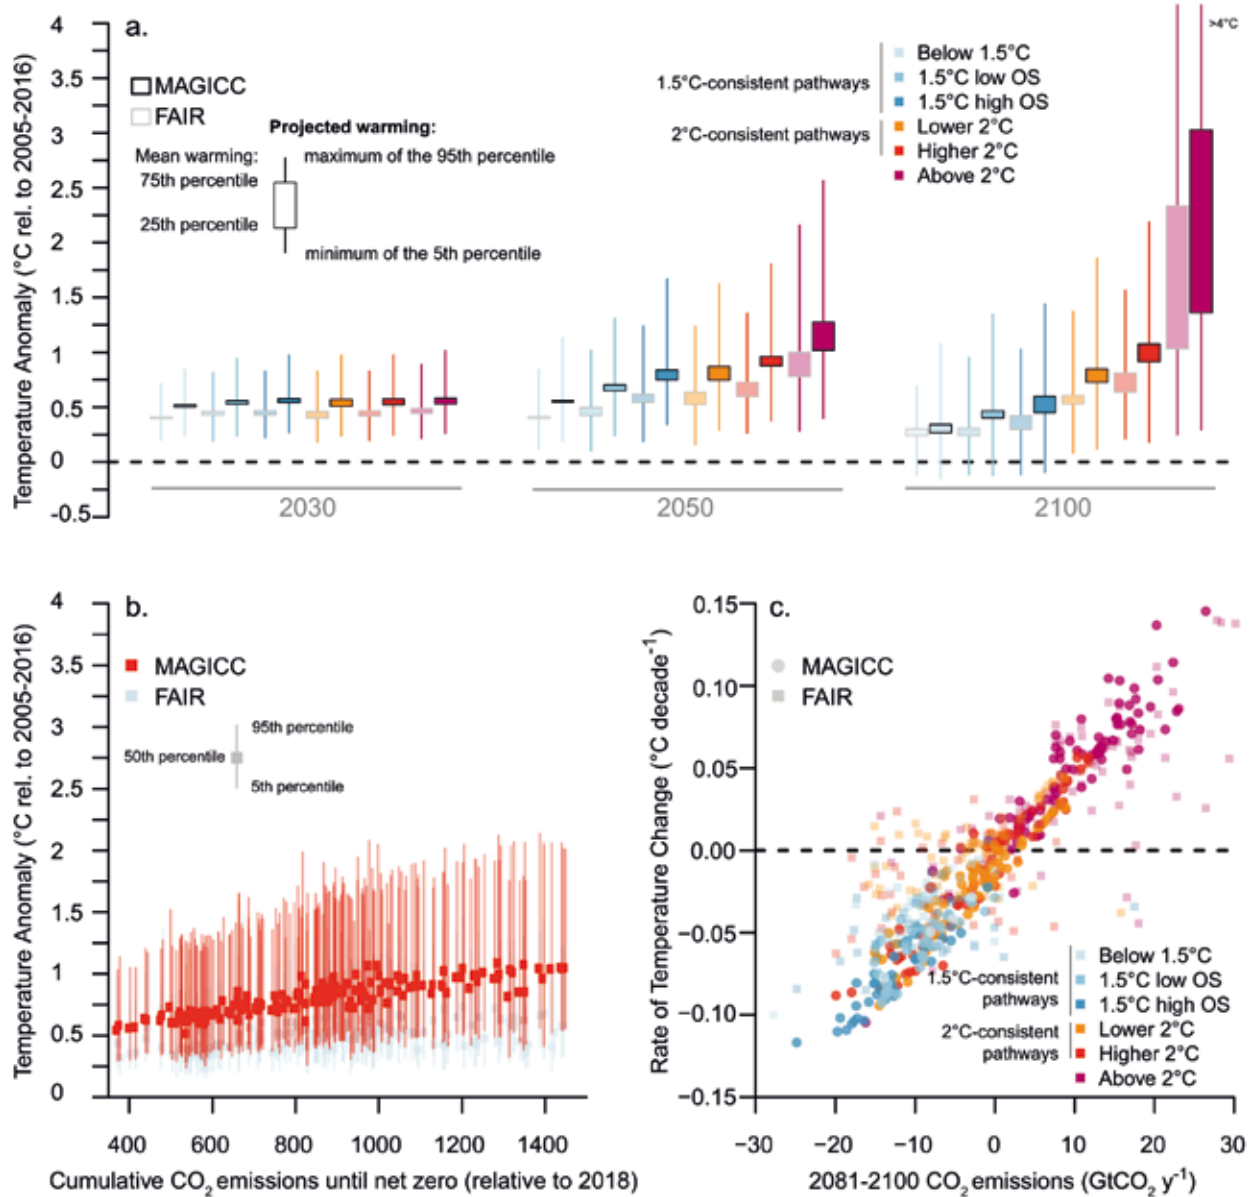 a.
Temperature Anomaly (°C rel. to 2005-2016)
4
3.5
3
2.5
2
1.5
1
0.5
0
-0.5
MAGICC
FAIR
Projected warming:
Mean warming:
maximum of the 95th percentile
75th percentile
25th percentile
minimum of the 5th percentile
1.5°C-consistent pathways
2°C-consistent pathways
Below 1.5°C
1.5°C low OS
1.5°C high OS
Lower 2°C
Higher 2°C
Above 2°C
>4°C
2030
2050
2100
b.
Temperature Anomaly (°C rel. to 2005-2016)
4
3.5
3
2.5
2
1.5
1
0.5
0
MAGICC
FAIR
95th percentile
50th percentile
5th percentile
400
600
800
1000
1200
1400
Cumulative CO2 emissions until net zero (relative to 2018)
c.
Rate of Temperature Change (°C decade-1)
0.15
0.10
0.05
0.00
−0.05
−0.10
−0.15
MAGICC
FAIR
1.5°C-consistent
pathways
2°C-consistent
pathways
Below 1.5°C
1.5°C low OS
1.5°C high OS
Lower 2°C
Higher 2°C
Above 2°C
−30
−20
−10
0
10
20
30
2081-2100 CO2 emissions (GtCO2 y-1)